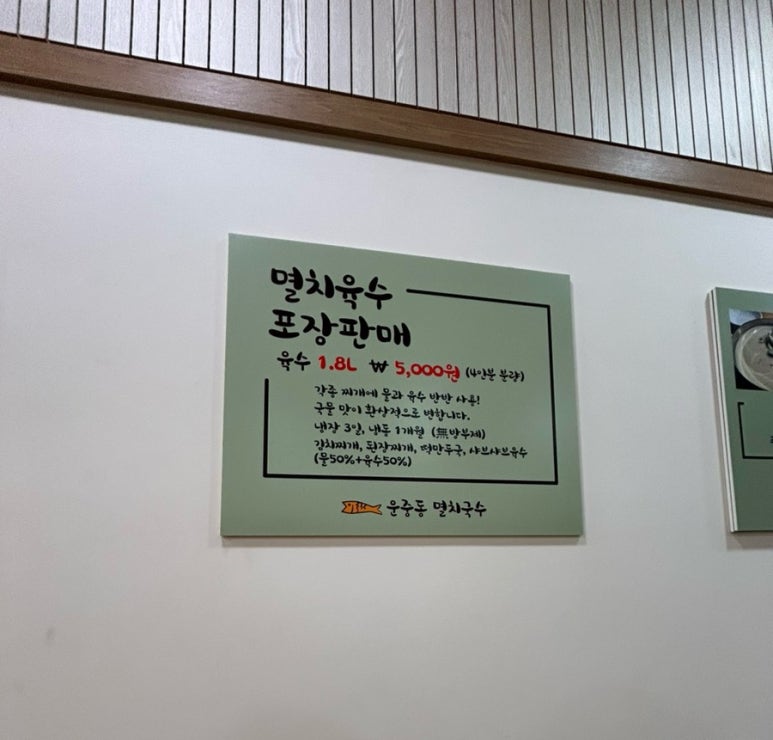 멸치육수
포장판매
육수 1.8L ₩ 5,000원 (4인분 분량)
각종 찌개에 물과 육수 반반 사용!
국물 맛이 환상적으로 변합니다.
냉장 3일, 냉동 1개월 (無방부제)
김치찌개, 된장찌개, 떡만두국, 샤브샤브육수
(물50%+육수50%)
운중동 멸치국수